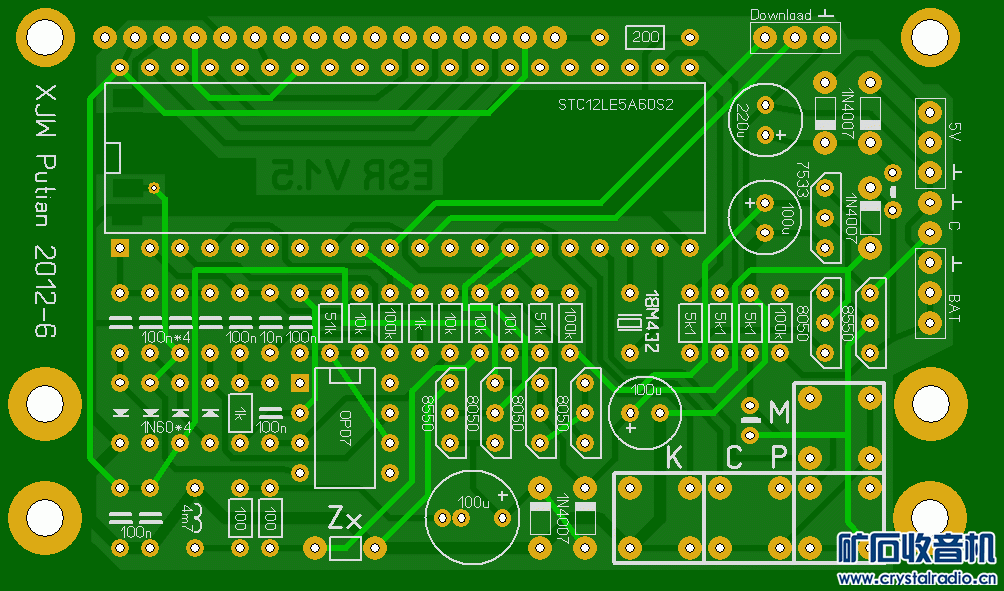 Download
200
STC12LE5A60S2
220u
1N4007
5V
XJW Putian 2012-6
ESR V1.5
7533
100u
1N4007
C
BAT
100n*4
100n
10n
100n
51k
10k
10k
1k
10k
10k
10k
51k
100k
18M432
5k1
5k1
5k1
100k
8050
8550
1N60*4
1k
100n
OP07
8550
8050
8050
8050
100u
M
K
C
P
100n
4m7
100
100
Zx
100u
1N4007
矿石收音机
www.crystalradio.cn